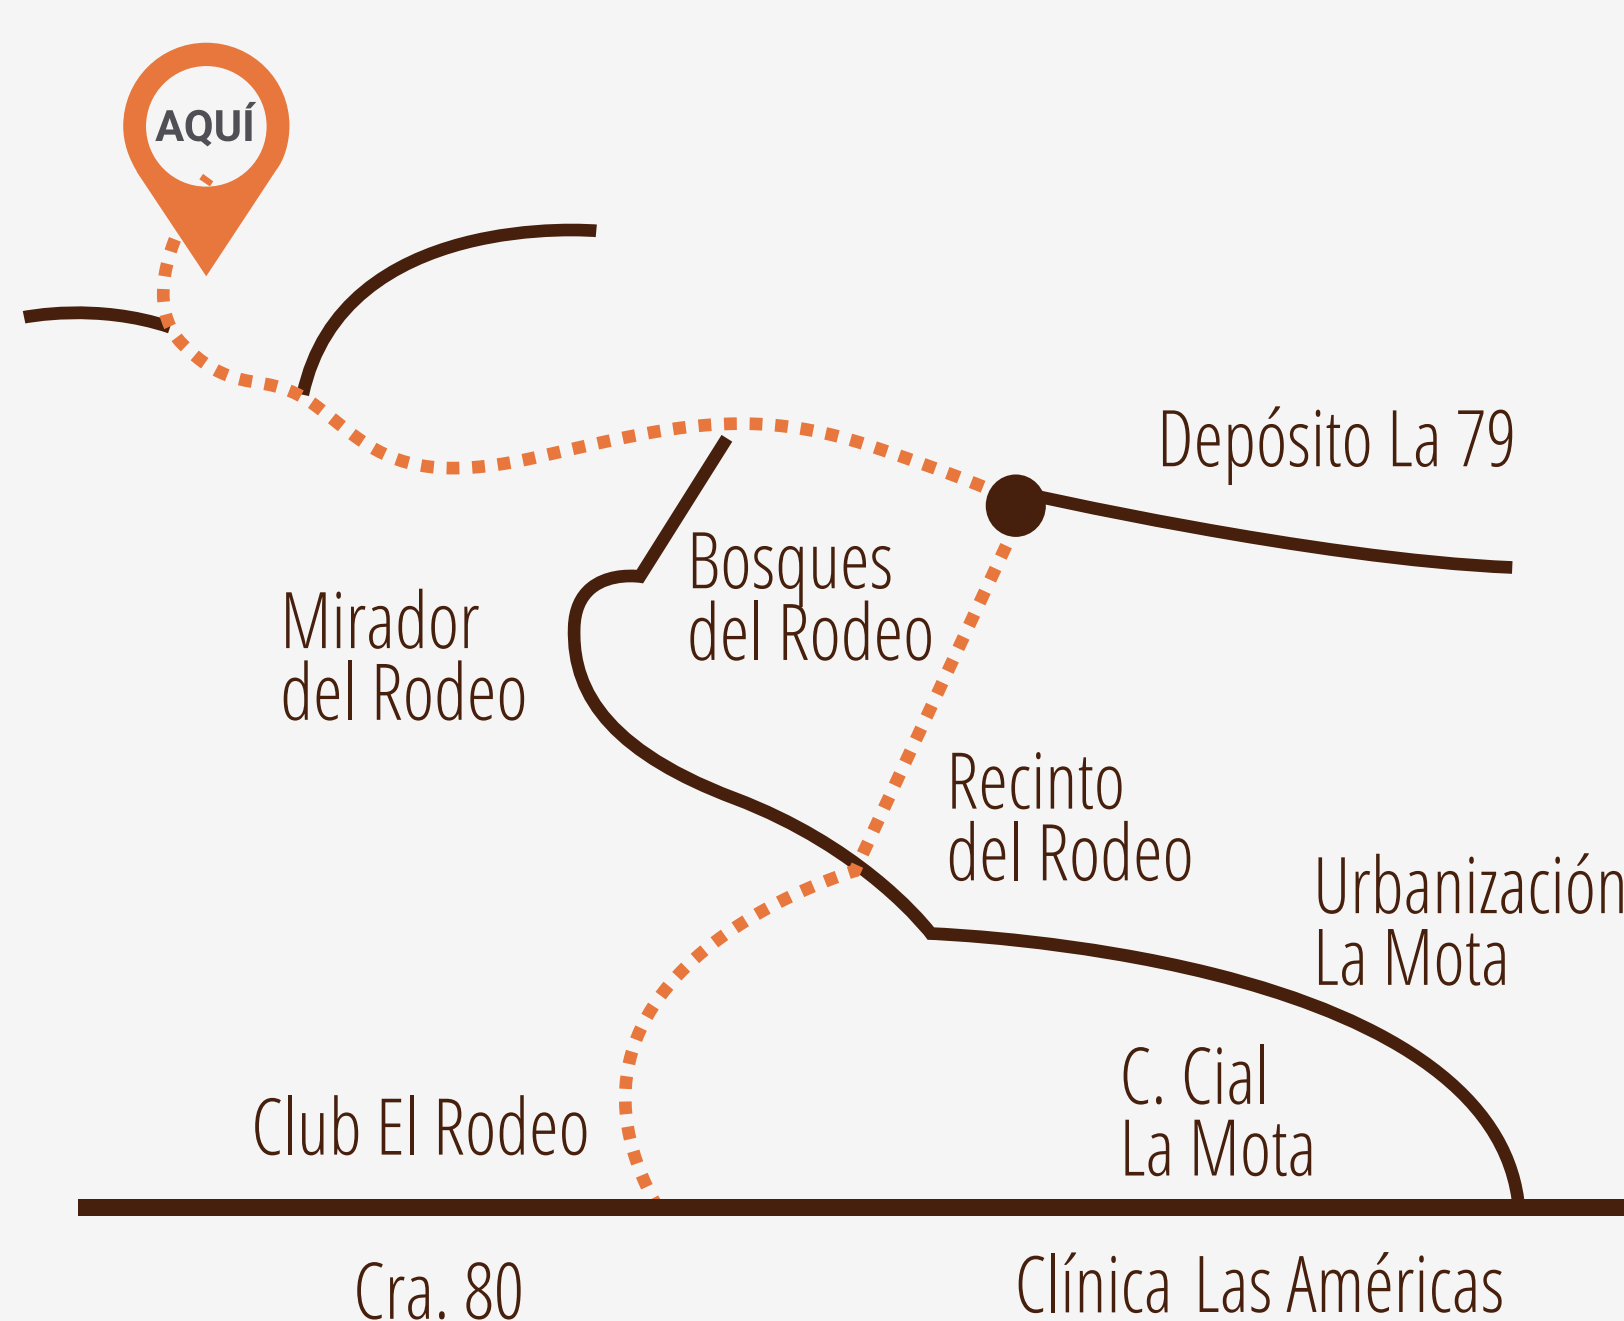 AQUÍ
Depósito La 79
Bosques
del Rodeo
Mirador
del Rodeo
Recinto
del Rodeo
Urbanización
La Mota
C. Cial
La Mota
Club El Rodeo
Cra. 80
Clínica Las Américas